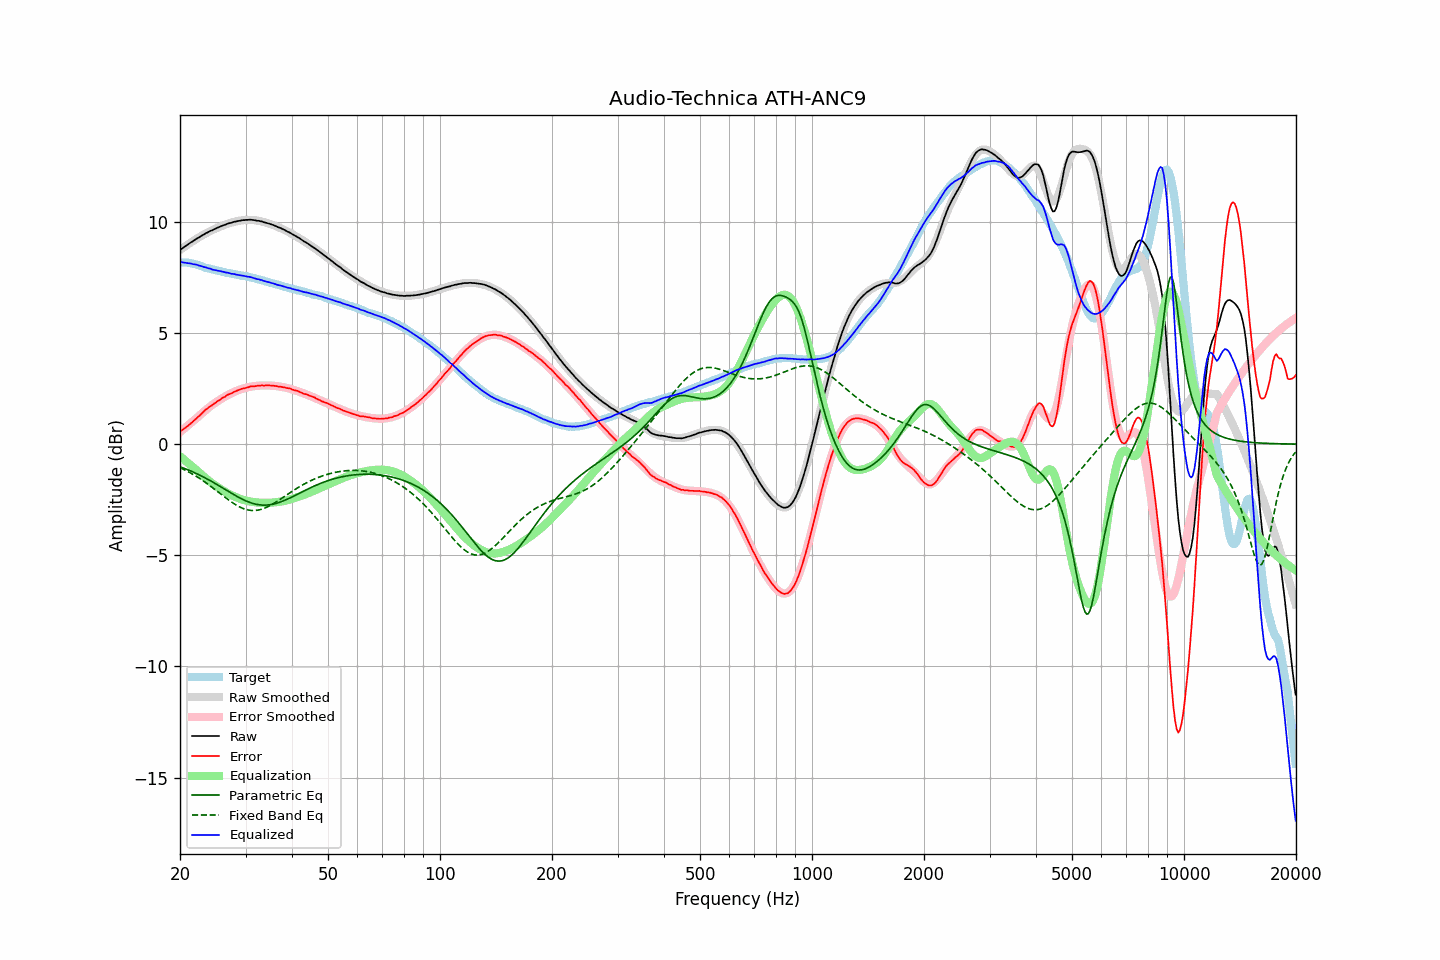 Audio-Technica ATH-ANC9
Amplitude (dBr)
10
5
0
−5
−10
−15
Target
Raw Smoothed
Error Smoothed
Raw
Error
Equalization
Parametric Eq
Fixed Band Eq
Equalized
20 50 100 200 500 1000 2000 5000 10000 20000
Frequency (Hz)